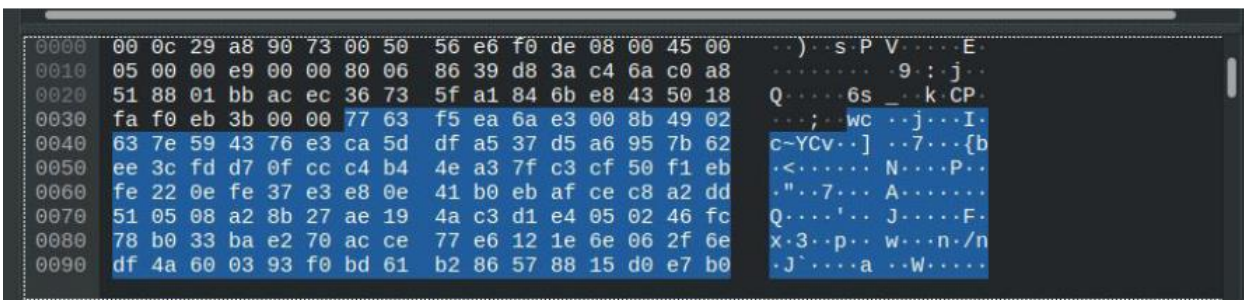 0000 00 0c 29 a8 90 73 00 50 56 e6 f0 de 08 00 45 00 ··)··s·P V·····E·
0010 05 00 00 e9 00 00 80 06 86 39 d8 3a c4 6a c0 a8 ········ ·9·:·j··
0020 51 88 01 bb ac ec 36 73 5f a1 84 6b e8 43 50 18 Q·····6s _··k·CP·
0030 fa f0 eb 3b 00 00 77 63 f5 ea 6a e3 00 8b 49 02 ···;··wc ··j···I·
0040 63 7e 59 43 76 e3 ca 5d df a5 37 d5 a6 95 7b 62 c~YCv··] ··7···{b
0050 ee 3c fd d7 0f cc c4 b4 4e a3 7f c3 cf 50 f1 eb ·<······ N····P··
0060 fe 22 0e fe 37 e3 e8 0e 41 b0 eb af ce c8 a2 dd ·"··7··· A·······
0070 51 05 08 a2 8b 27 ae 19 4a c3 d1 e4 05 02 46 fc Q····'·· J·····F·
0080 78 b0 33 ba e2 70 ac ce 77 e6 12 1e 6e 06 2f 6e x·3··p·· w···n·/n
0090 df 4a 60 03 93 f0 bd 61 b2 86 57 88 15 d0 e7 b0 ·J`····a ··W·····